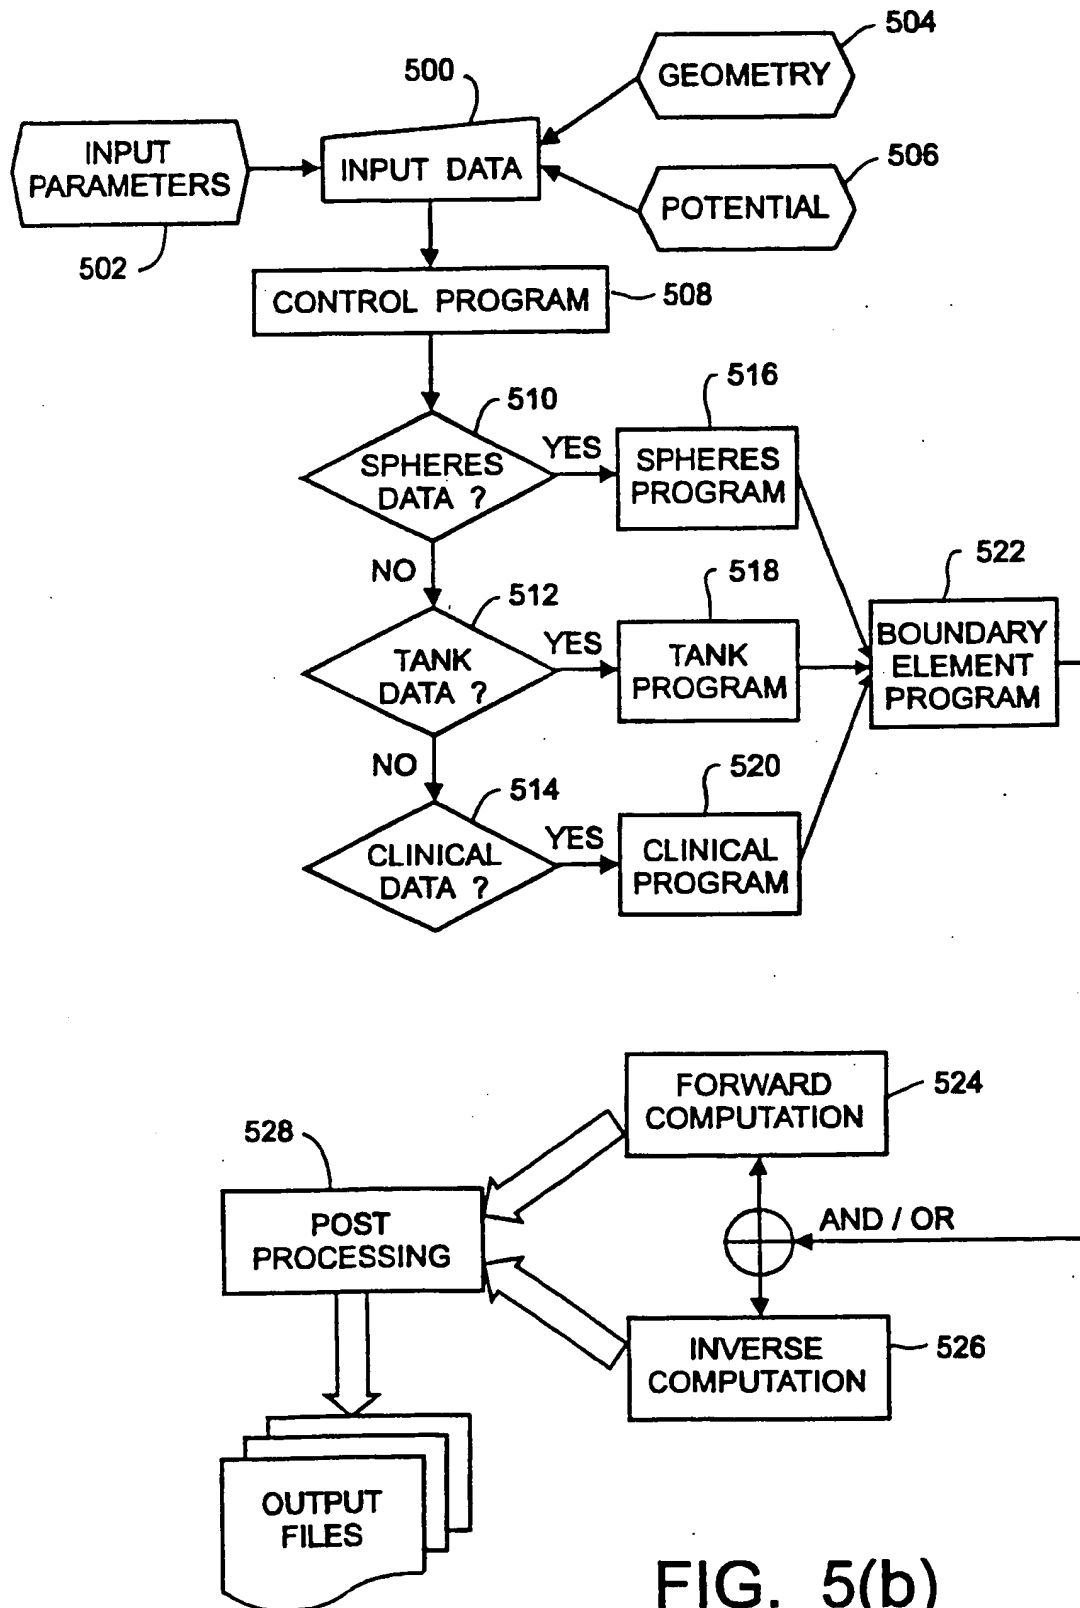 504
GEOMETRY
500
INPUT
PARAMETERS
INPUT DATA
506
POTENTIAL
502
CONTROL PROGRAM
508
510
516
SPHERES
DATA ?
YES
SPHERES
PROGRAM
NO
512
518
522
TANK
DATA ?
YES
TANK
PROGRAM
BOUNDARY
ELEMENT
PROGRAM
NO
514
520
CLINICAL
DATA ?
YES
CLINICAL
PROGRAM
FORWARD
COMPUTATION
524
528
POST
PROCESSING
AND / OR
INVERSE
COMPUTATION
526
OUTPUT
FILES
FIG. 5(b)